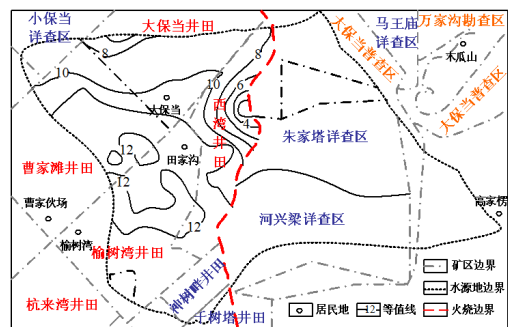 小保当
详查区
大保当井田
马王庙
详查区
万家沟勘查区
大保当普查区
木瓜山
大保当普查区
8
8
10
10
6
4
大保当
西湾井田
朱家塔详查区
12
田家沟
曹家滩井田
12
12
曹家伙场
高家愣
河兴梁详查区
榆树湾
榆树湾井田
神树畔井田
杭来湾井田
千树塔井田
矿区边界
水源地边界
居民地
12 等值线
火烧边界